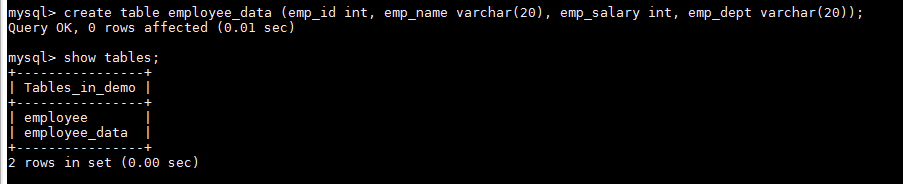 mysql> create table employee_data (emp_id int, emp_name varchar(20), emp_salary int, emp_dept varchar(20));
Query OK, 0 rows affected (0.01 sec)
mysql> show tables;
+----------------+
| Tables_in_demo |
+----------------+
| employee       |
| employee_data  |
+----------------+
2 rows in set (0.00 sec)